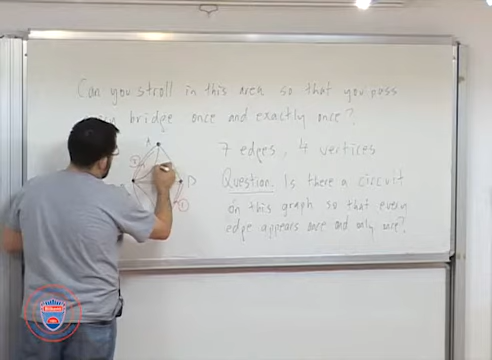 Can you stroll in this area so that you pass
bridge once and exactly once?
A
7 edges, 4 vertices
D
Question. Is there a circuit
on this graph so that every
edge appears once and only once?